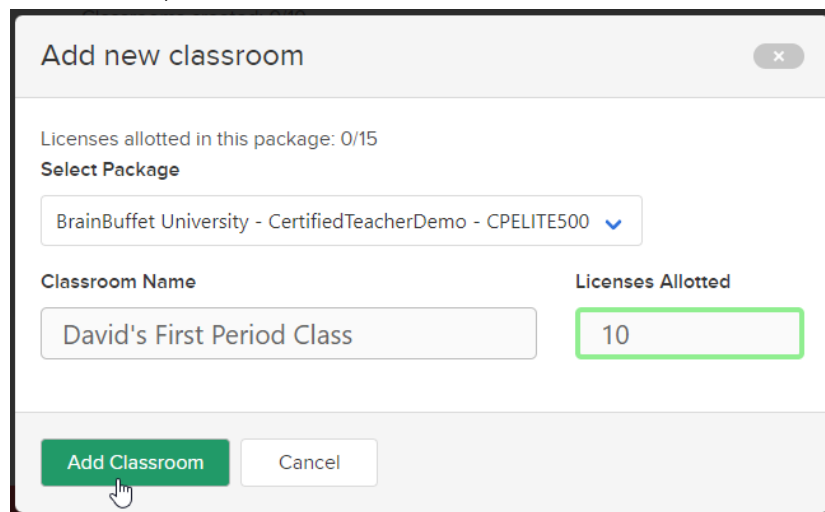 Add new classroom
Licenses allotted in this package: 0/15
Select Package
BrainBuffet University - CertifiedTeacherDemo - CPELITE500
Classroom Name Licenses Allotted
David's First Period Class 10
Add Classroom Cancel